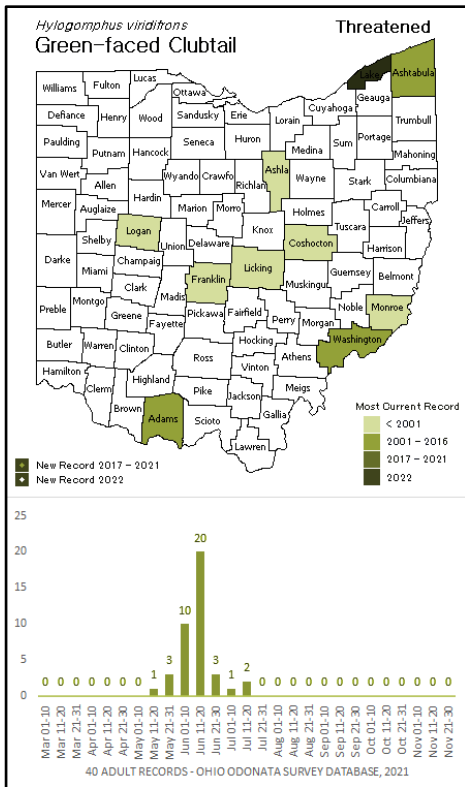 Hylogomphus viridifrons
Green-faced Clubtail
Threatened
Williams Fulton Lucas Ottawa Lake Ashtabula
Defiance Henry Wood Sandusky Erie Lorain Cuyahoga Geauga Trumbull
Paulding Putnam Hancock Seneca Huron Medina Sum Portage Mahoning
Van Wert Allen Wyando Crawfo Richlan Ashla Wayne Stark Columbiana
Mercer Auglaize Hardin Marion Morro Knox Holmes Tuscara Carroll Jeffers
Shelby Logan Union Delaware Coshocton Harrison
Darke Miami Champaig Franklin Licking Muskingu Guernsey Belmont
Preble Montgo Clark Greene Madis Fayette Pickawa Fairfield Perry Morgan Noble Monroe
Butler Warren Clinton Ross Hocking Athens Washington
Hamilton Clerm Highland Pike Vinton Meigs
Brown Adams Scioto Jackson Gallia
Lawren
Most Current Record
< 2001
2001 - 2016
2017 - 2021
2022
New Record 2017 - 2021
New Record 2022
25
20
15
10
5
0
0 0 0 0 0 0 0 1 3 10 20 3 1 2 0 0 0 0 0 0 0 0 0 0 0 0 0
Mar 01-10
Mar 11-20
Mar 21-31
Apr 01-10
Apr 11-20
Apr 21-30
May 01-10
May 11-20
May 21-31
Jun 01-10
Jun 11-20
Jun 21-30
Jul 01-10
Jul 11-20
Jul 21-31
Aug 01-10
Aug 11-20
Aug 21-31
Sep 01-10
Sep 11-20
Sep 21-30
Oct 01-10
Oct 11-20
Oct 21-31
Nov 01-10
Nov 11-20
Nov 21-30
40 ADULT RECORDS - OHIO ODONATA SURVEY DATABASE, 2021